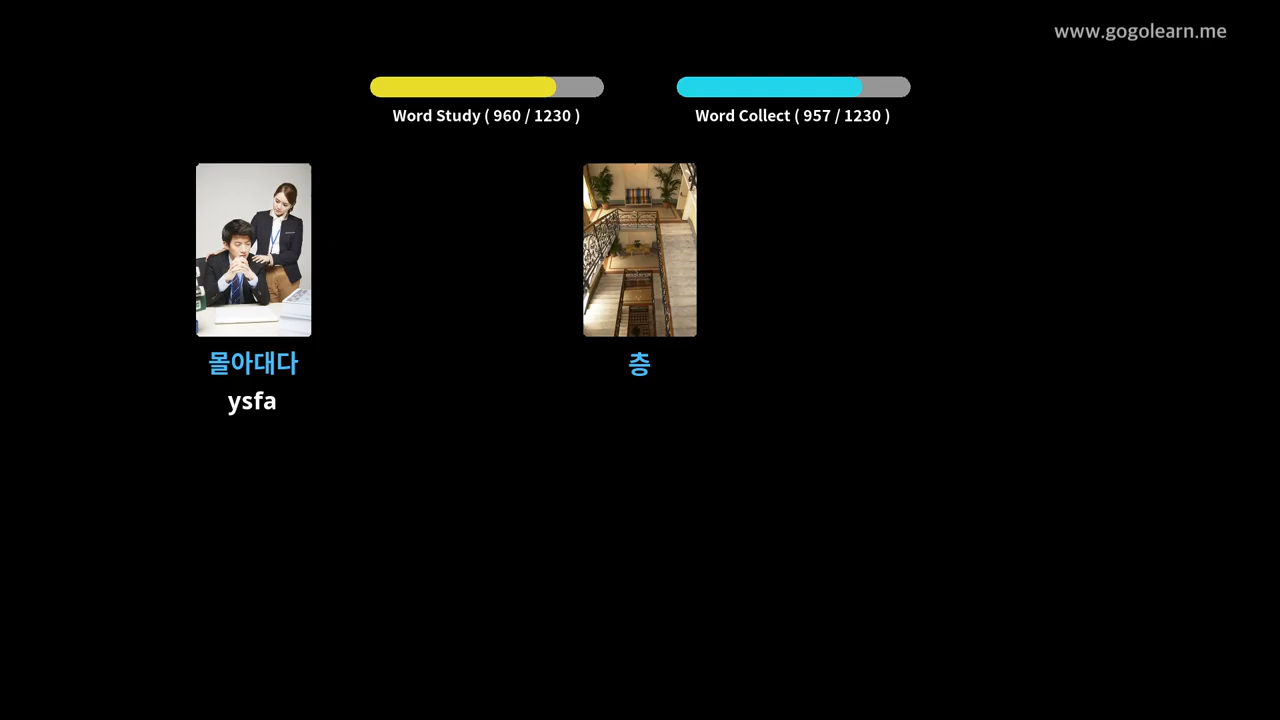 www.gogolearn.me
Word Study ( 960 / 1230 )
Word Collect ( 957 / 1230 )
몰아대다
층
ysfa